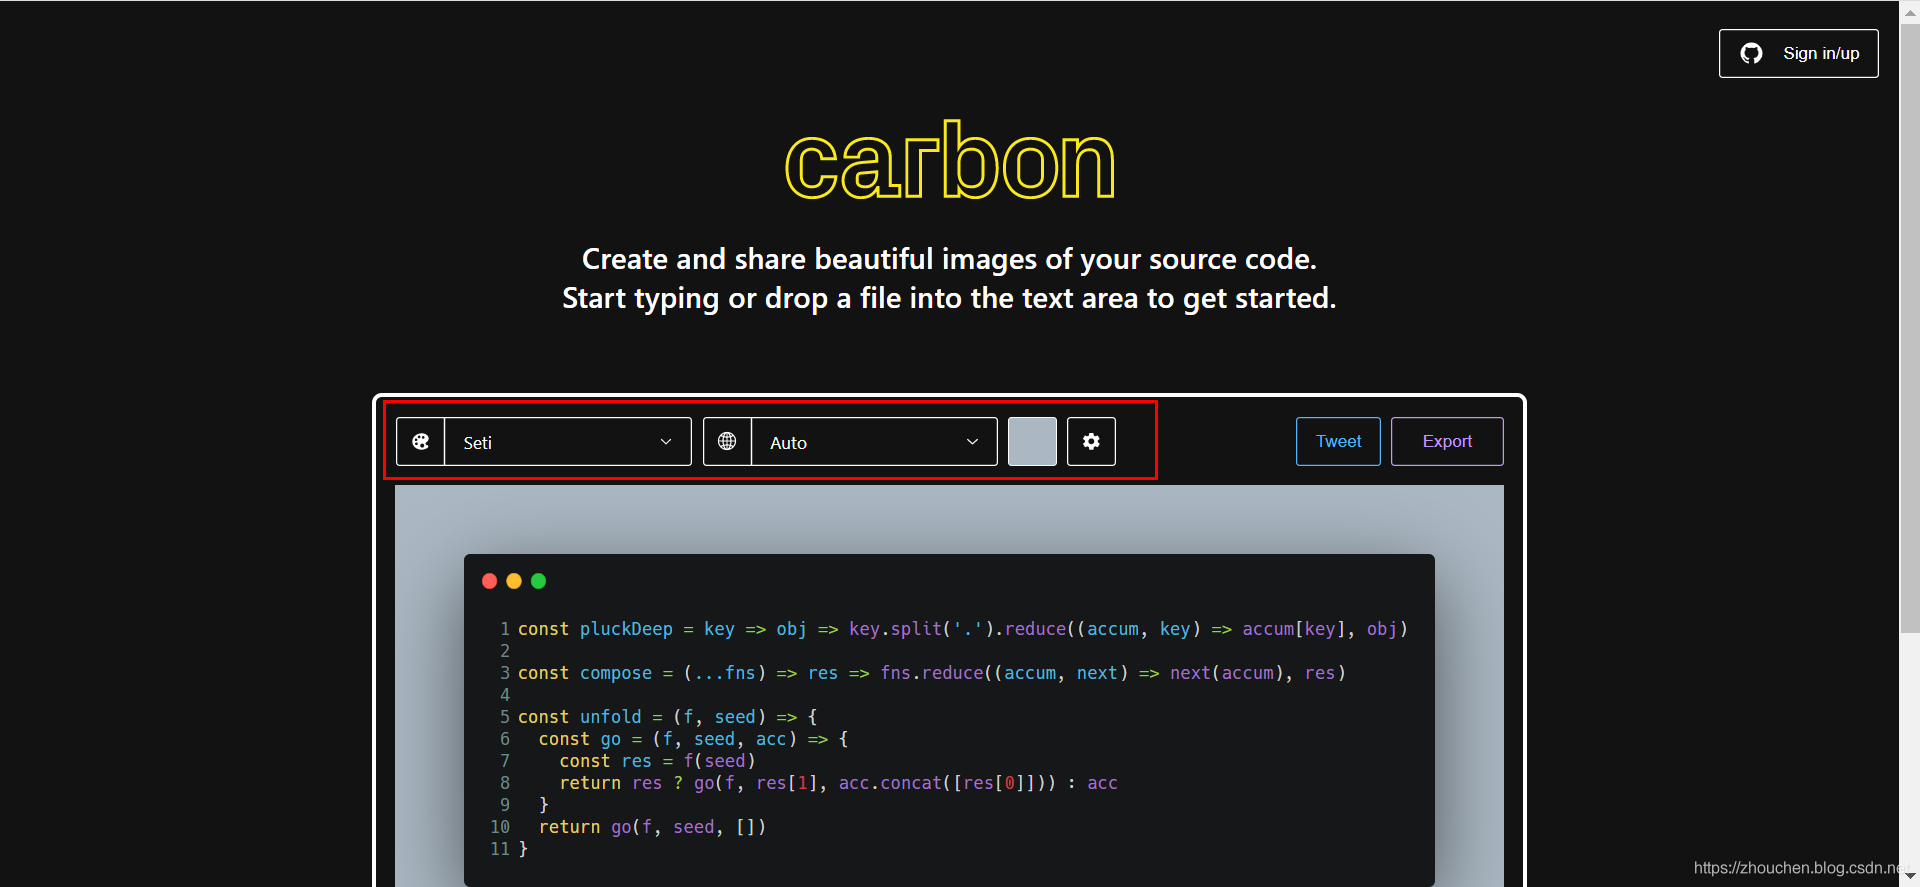 Sign in/up
carbon
Create and share beautiful images of your source code.
Start typing or drop a file into the text area to get started.
Seti
Auto
Tweet
Export
1 const pluckDeep = key => obj => key.split('.').reduce((accum, key) => accum[key], obj)
2
3 const compose = (...fns) => res => fns.reduce((accum, next) => next(accum), res)
4
5 const unfold = (f, seed) => {
6   const go = (f, seed, acc) => {
7     const res = f(seed)
8     return res ? go(f, res[1], acc.concat([res[0]])) : acc
9   }
10   return go(f, seed, [])
11 }
https://zhouchen.blog.csdn.net